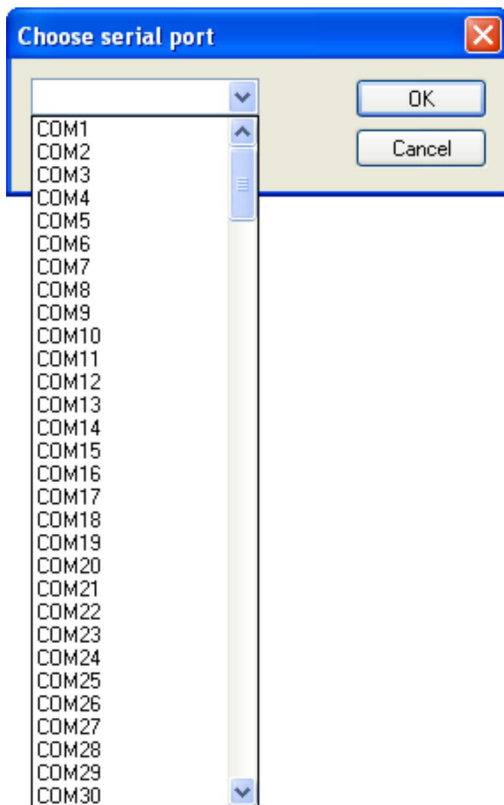 Choose serial port
OK
Cancel
COM1
COM2
COM3
COM4
COM5
COM6
COM7
COM8
COM9
COM10
COM11
COM12
COM13
COM14
COM15
COM16
COM17
COM18
COM19
COM20
COM21
COM22
COM23
COM24
COM25
COM26
COM27
COM28
COM29
COM30